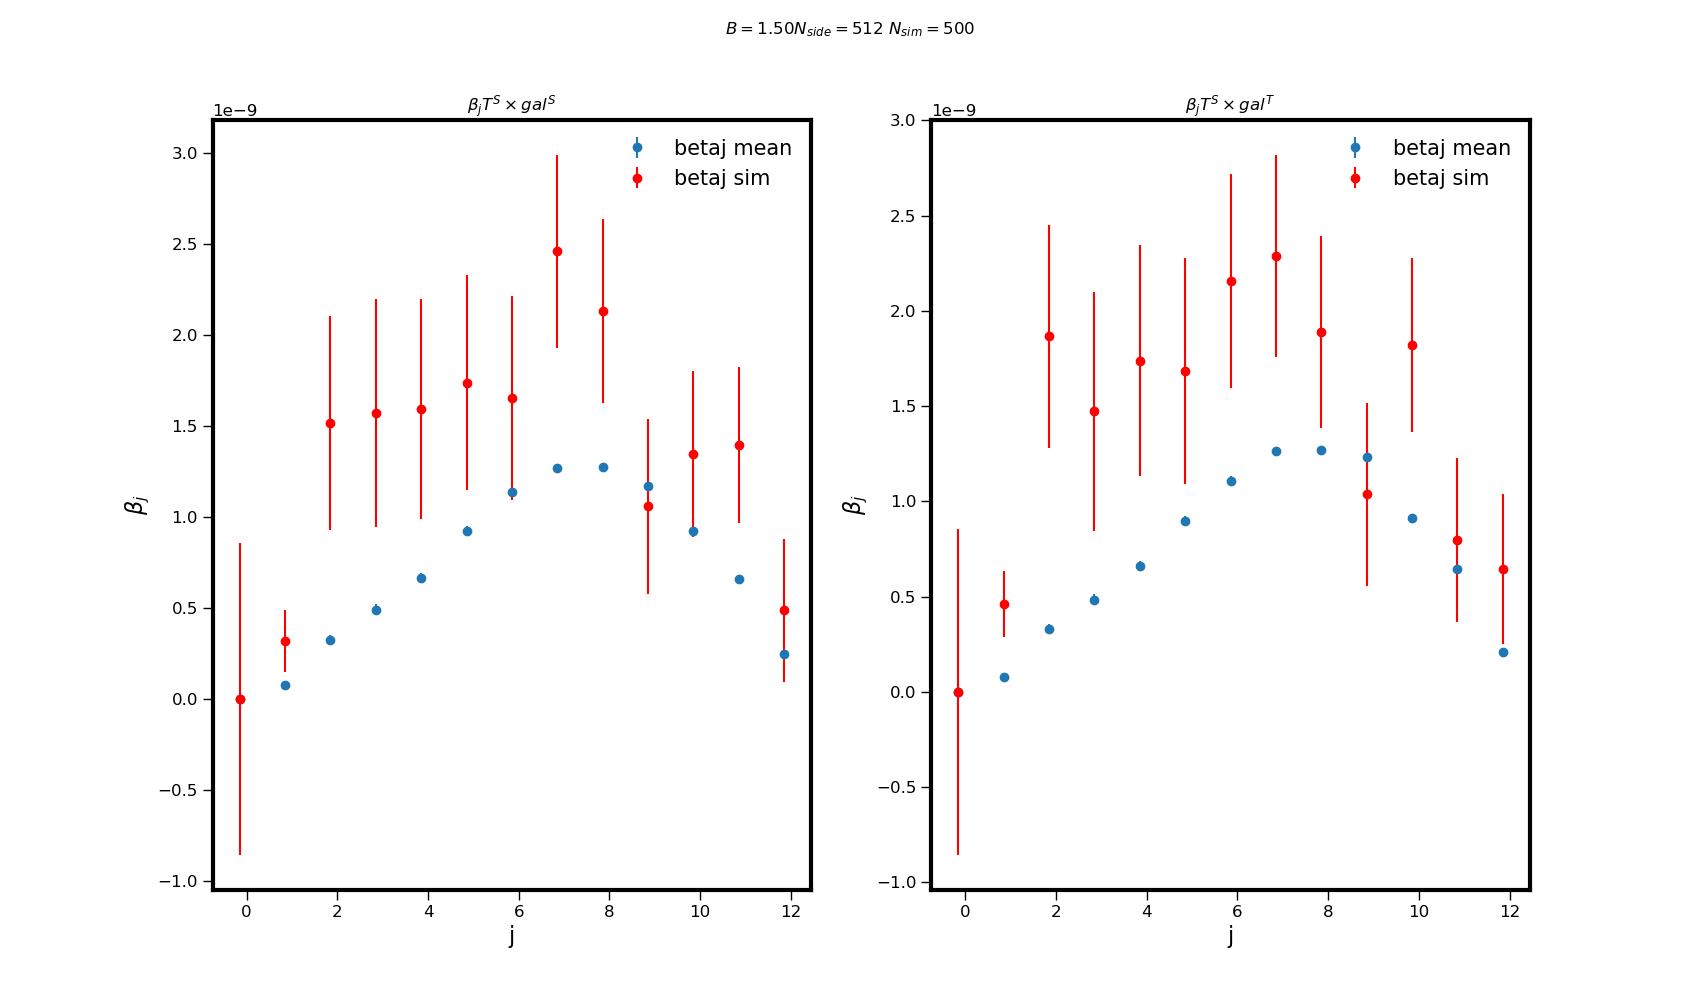 B = 1.50N_side = 512 N_sim = 500
β_j T^S × gal^S
1e−9
3.0
2.5
2.0
1.5
1.0
0.5
0.0
−0.5
−1.0
β_j
0 2 4 6 8 10 12
j
betaj mean
betaj sim
β_j T^S × gal^T
1e−9
3.0
2.5
2.0
1.5
1.0
0.5
0.0
−0.5
−1.0
β_j
0 2 4 6 8 10 12
j
betaj mean
betaj sim